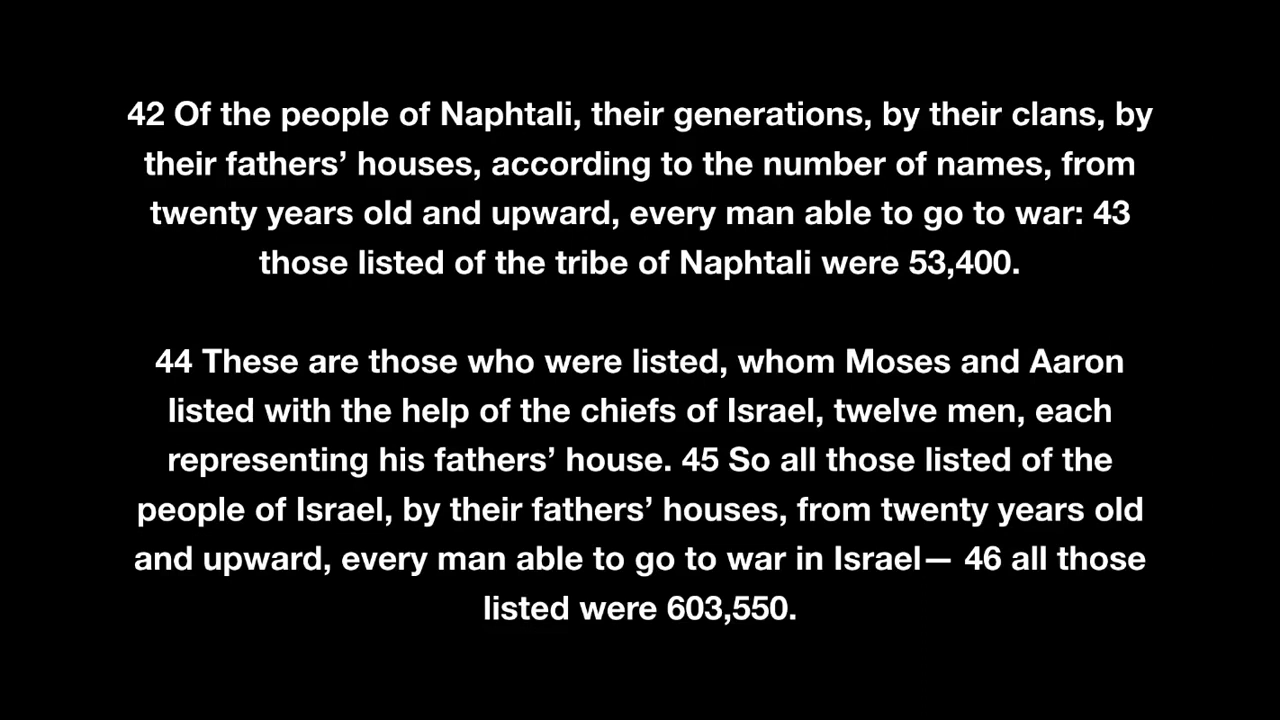 42 Of the people of Naphtali, their generations, by their clans, by
their fathers’ houses, according to the number of names, from
twenty years old and upward, every man able to go to war: 43
those listed of the tribe of Naphtali were 53,400.
44 These are those who were listed, whom Moses and Aaron
listed with the help of the chiefs of Israel, twelve men, each
representing his fathers’ house. 45 So all those listed of the
people of Israel, by their fathers’ houses, from twenty years old
and upward, every man able to go to war in Israel— 46 all those
listed were 603,550.